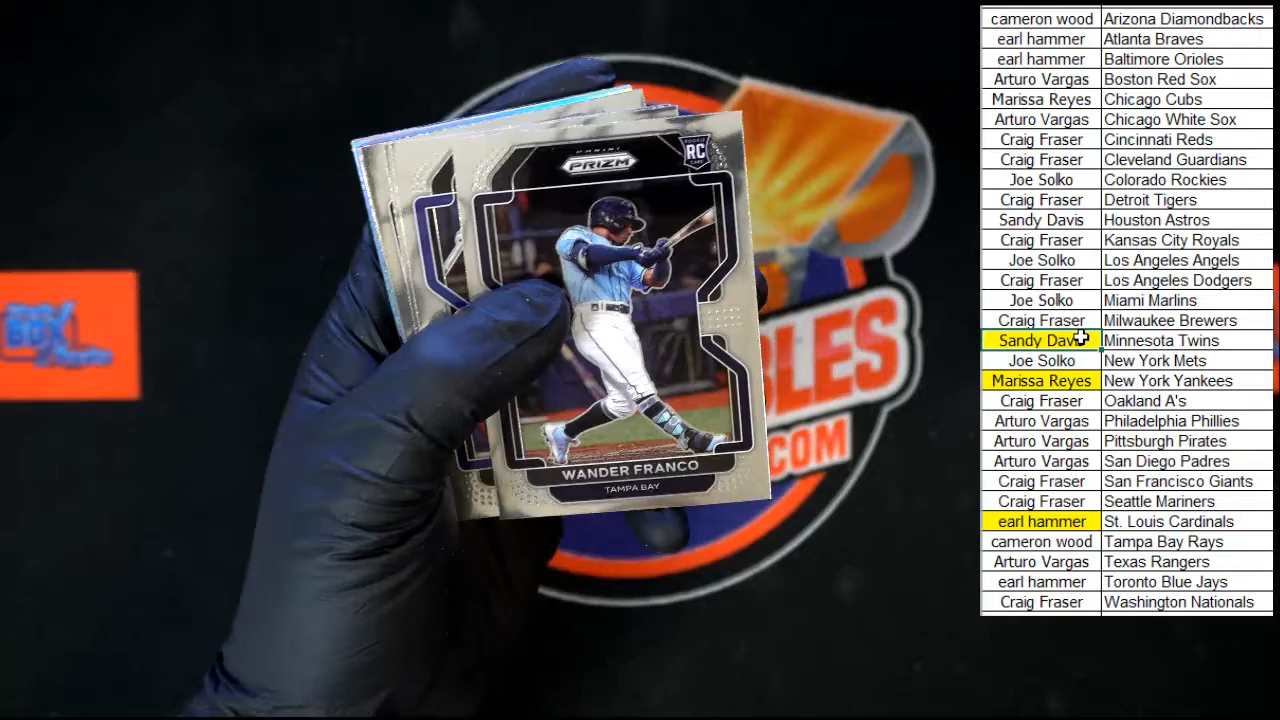 PANINI
PRIZM
ROOKIE
RC
WANDER FRANCO
TAMPA BAY
BOX
BLES
.COM
cameron wood Arizona Diamondbacks
earl hammer Atlanta Braves
earl hammer Baltimore Orioles
Arturo Vargas Boston Red Sox
Marissa Reyes Chicago Cubs
Arturo Vargas Chicago White Sox
Craig Fraser Cincinnati Reds
Craig Fraser Cleveland Guardians
Joe Solko Colorado Rockies
Craig Fraser Detroit Tigers
Sandy Davis Houston Astros
Craig Fraser Kansas City Royals
Joe Solko Los Angeles Angels
Craig Fraser Los Angeles Dodgers
Joe Solko Miami Marlins
Craig Fraser Milwaukee Brewers
Sandy Davis Minnesota Twins
Joe Solko New York Mets
Marissa Reyes New York Yankees
Craig Fraser Oakland A's
Arturo Vargas Philadelphia Phillies
Arturo Vargas Pittsburgh Pirates
Arturo Vargas San Diego Padres
Craig Fraser San Francisco Giants
Craig Fraser Seattle Mariners
earl hammer St. Louis Cardinals
cameron wood Tampa Bay Rays
Arturo Vargas Texas Rangers
earl hammer Toronto Blue Jays
Craig Fraser Washington Nationals